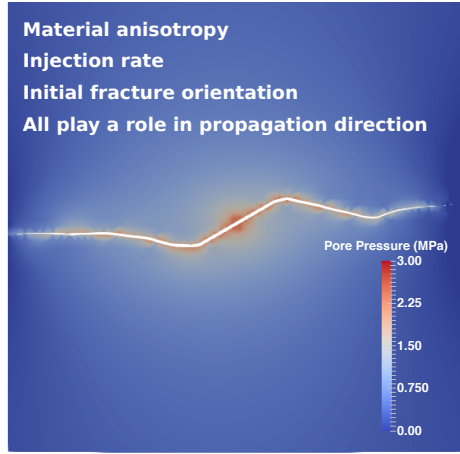 Material anisotropy
Injection rate
Initial fracture orientation
All play a role in propagation direction
Pore Pressure (MPa)
3.00
2.25
1.50
0.750
0.00